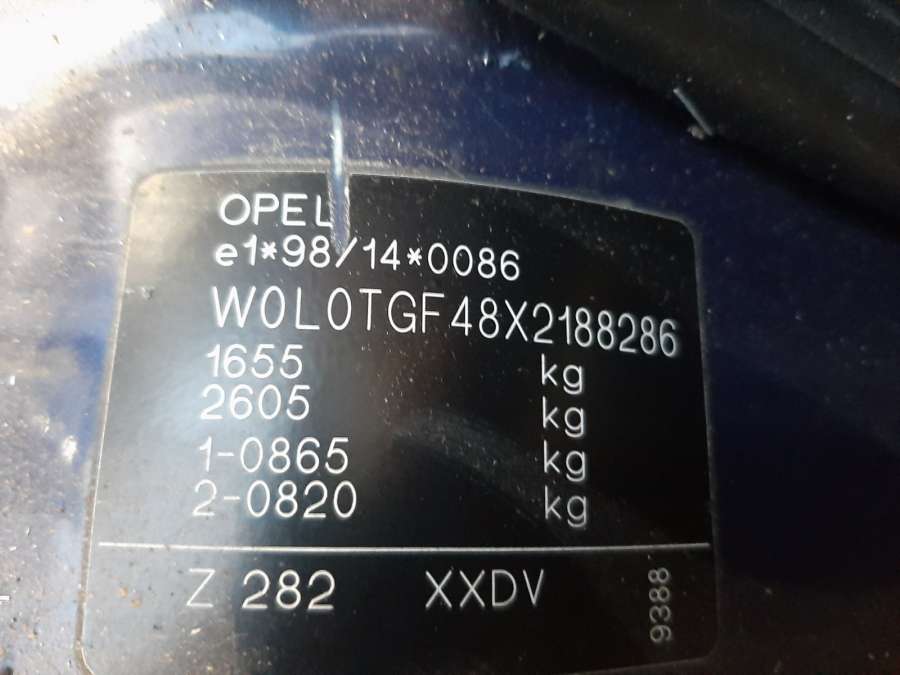 OPEL
e1*98/14*0086
W0L0TGF48X2188286
1655 kg
2605 kg
1-0865 kg
2-0820 kg
Z 282 XXDV
9388